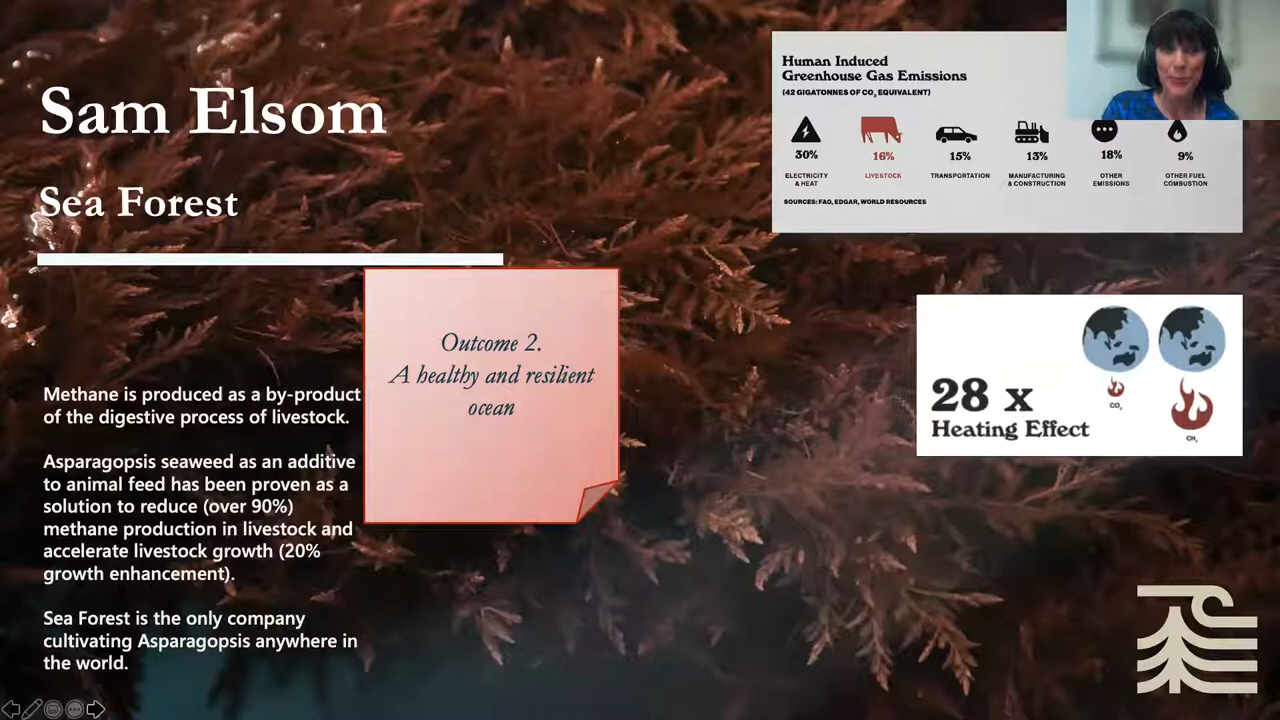 Sam Elsom
Sea Forest
Methane is produced as a by-product
of the digestive process of livestock.
Asparagopsis seaweed as an additive
to animal feed has been proven as a
solution to reduce (over 90%)
methane production in livestock and
accelerate livestock growth (20%
growth enhancement).
Sea Forest is the only company
cultivating Asparagopsis anywhere in
the world.
Outcome 2.
A healthy and resilient
ocean
Human Induced
Greenhouse Gas Emissions
(42 GIGATONNES OF CO₂ EQUIVALENT)
30%
16%
15%
13%
18%
9%
ELECTRICITY
& HEAT
LIVESTOCK
TRANSPORTATION
MANUFACTURING
& CONSTRUCTION
OTHER
EMISSIONS
OTHER FUEL
COMBUSTION
SOURCES: FAO, EDGAR, WORLD RESOURCES
28 x
Heating Effect
CO₂
CH₄